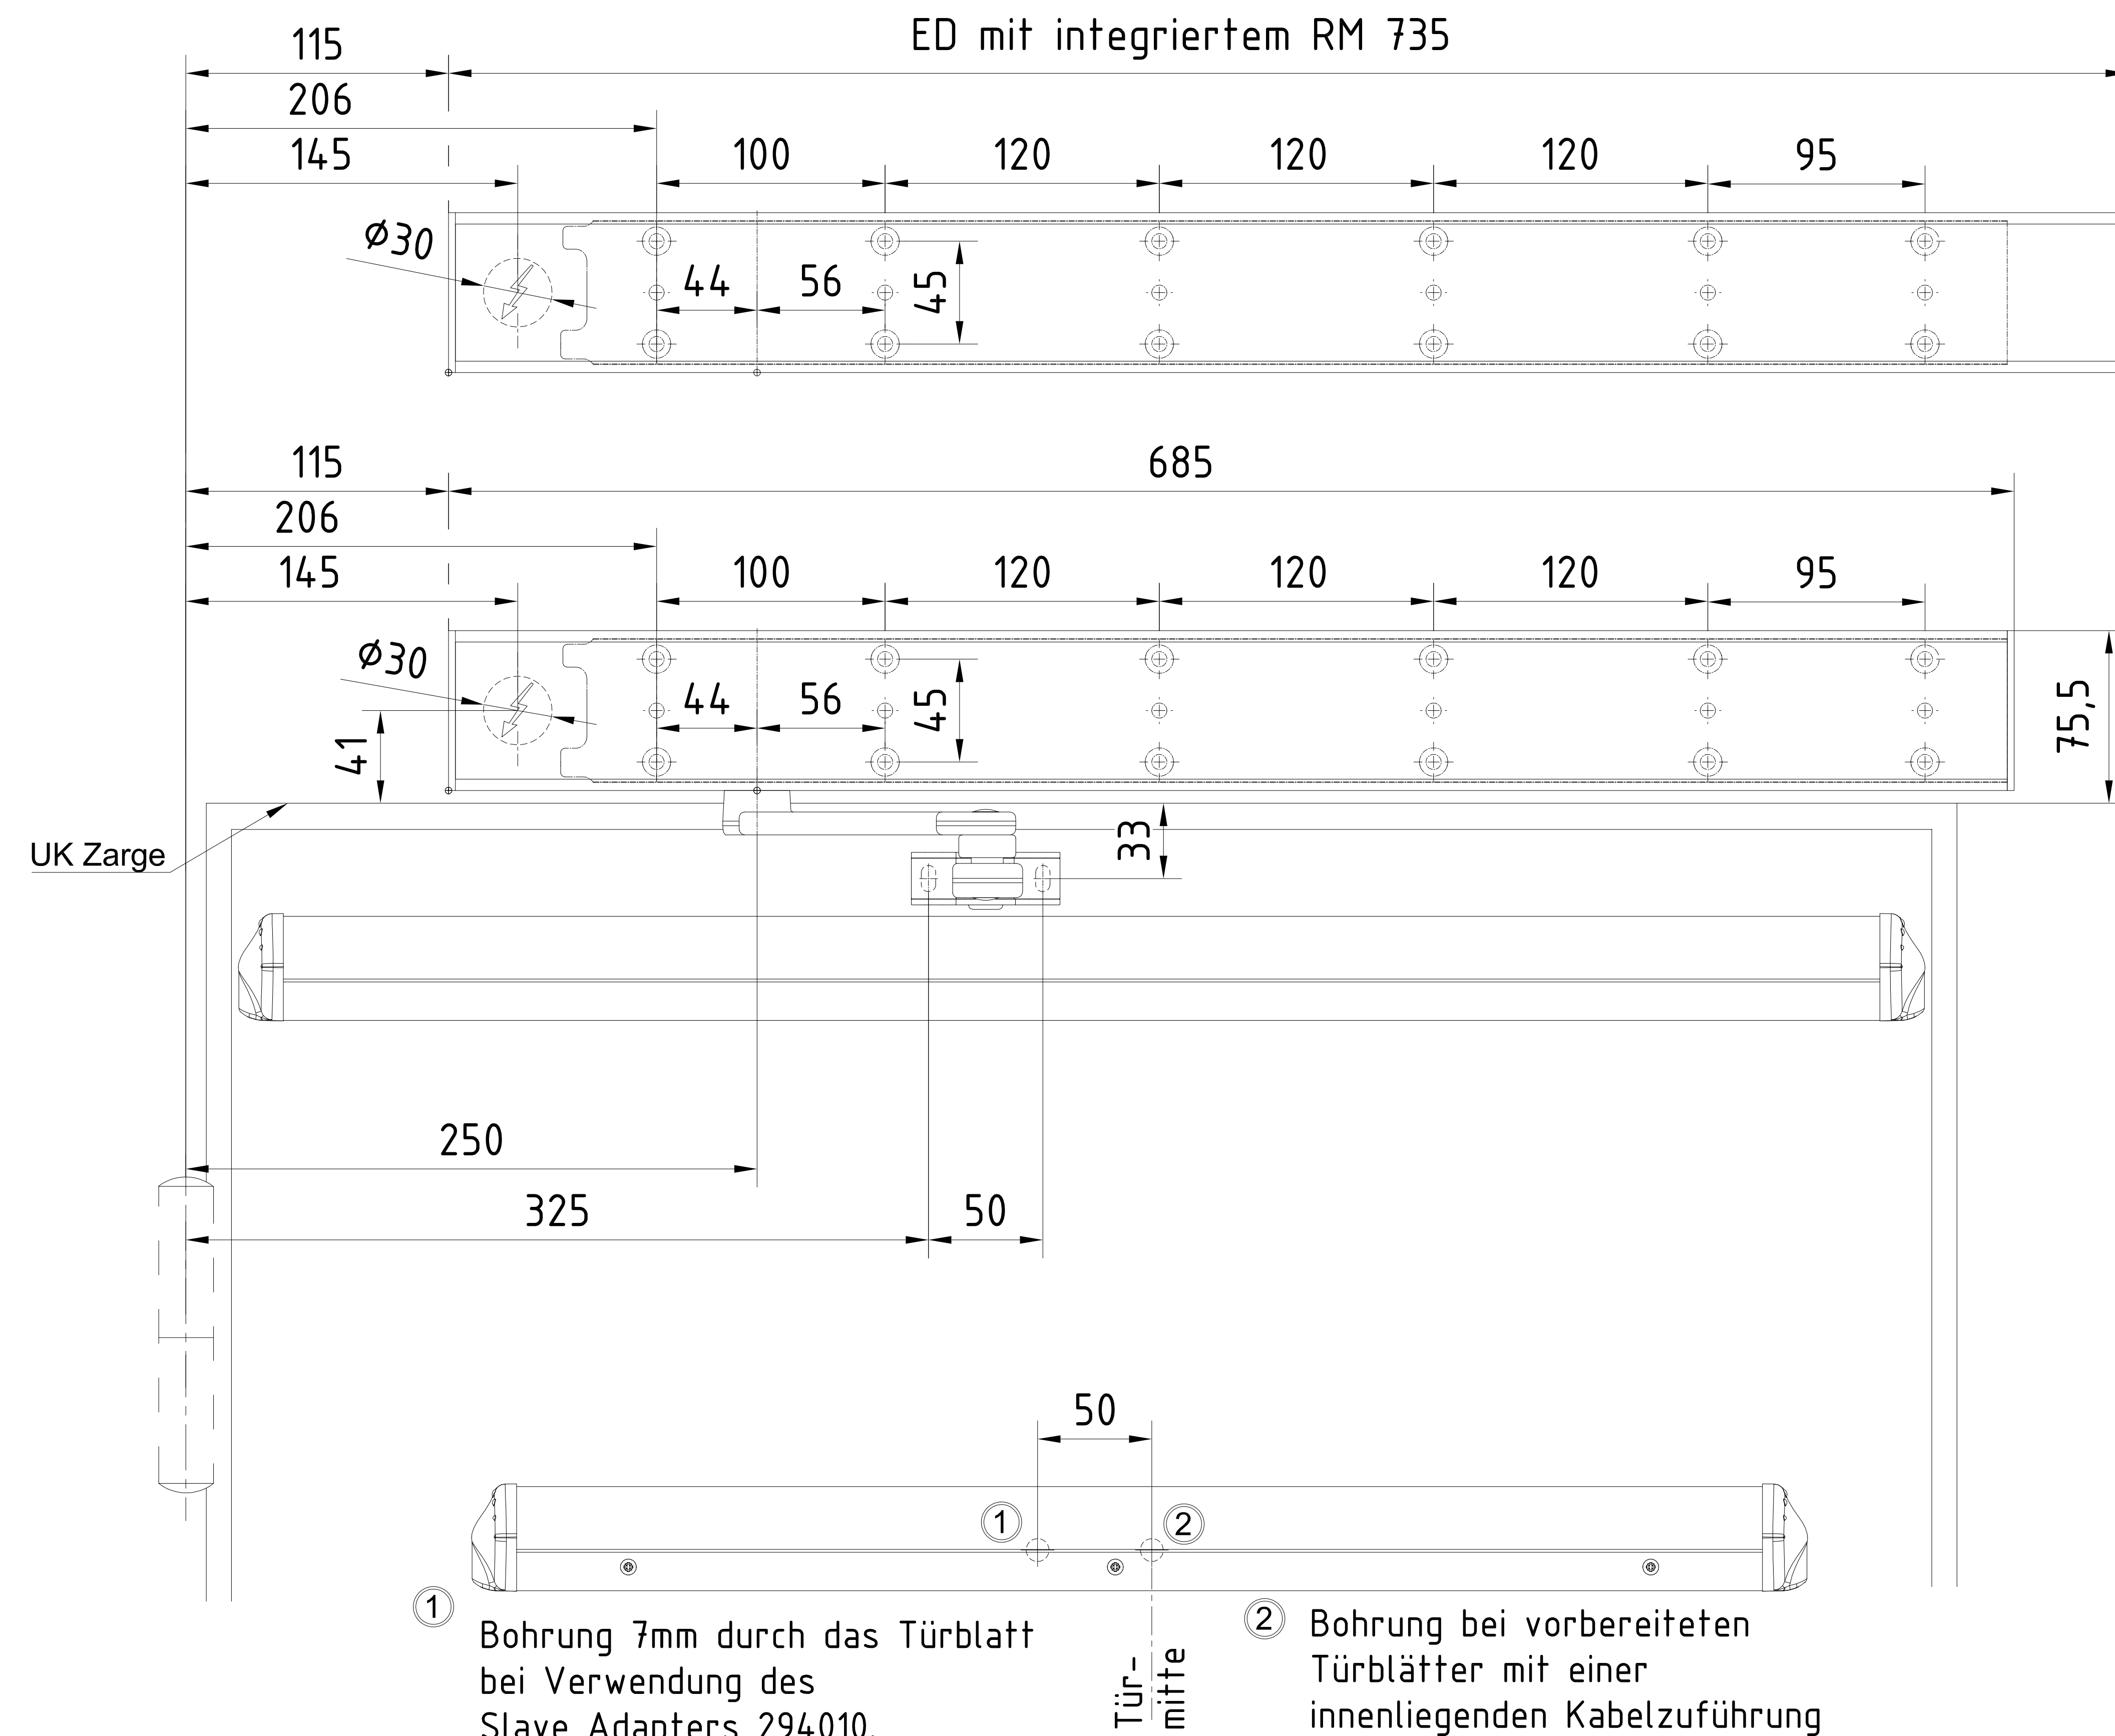 ED mit integriertem RM 735
115
206
145
100
120
120
120
95
ø30
44
56
45
115
685
206
145
100
120
120
120
95
ø30
44
56
45
41
75,5
33
UK Zarge
250
325
50
50
1
2
1
Bohrung 7mm durch das Türblatt
bei Verwendung des
Slave Adapters 294010.
Tür-
mitte
2
Bohrung bei vorbereiteten
Türblätter mit einer
innenliegenden Kabelzuführung